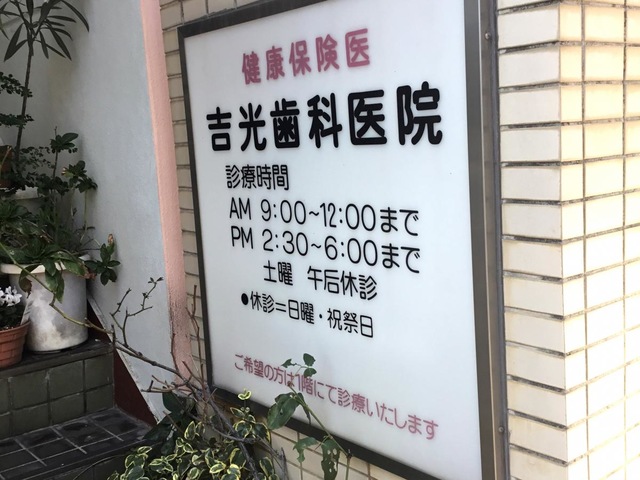 健康保険医
吉光歯科医院
診療時間
AM 9:00~12:00まで
PM 2:30~6:00まで
土曜 午后休診
●休診=日曜・祝祭日
ご希望の方は1階にて診療いたします